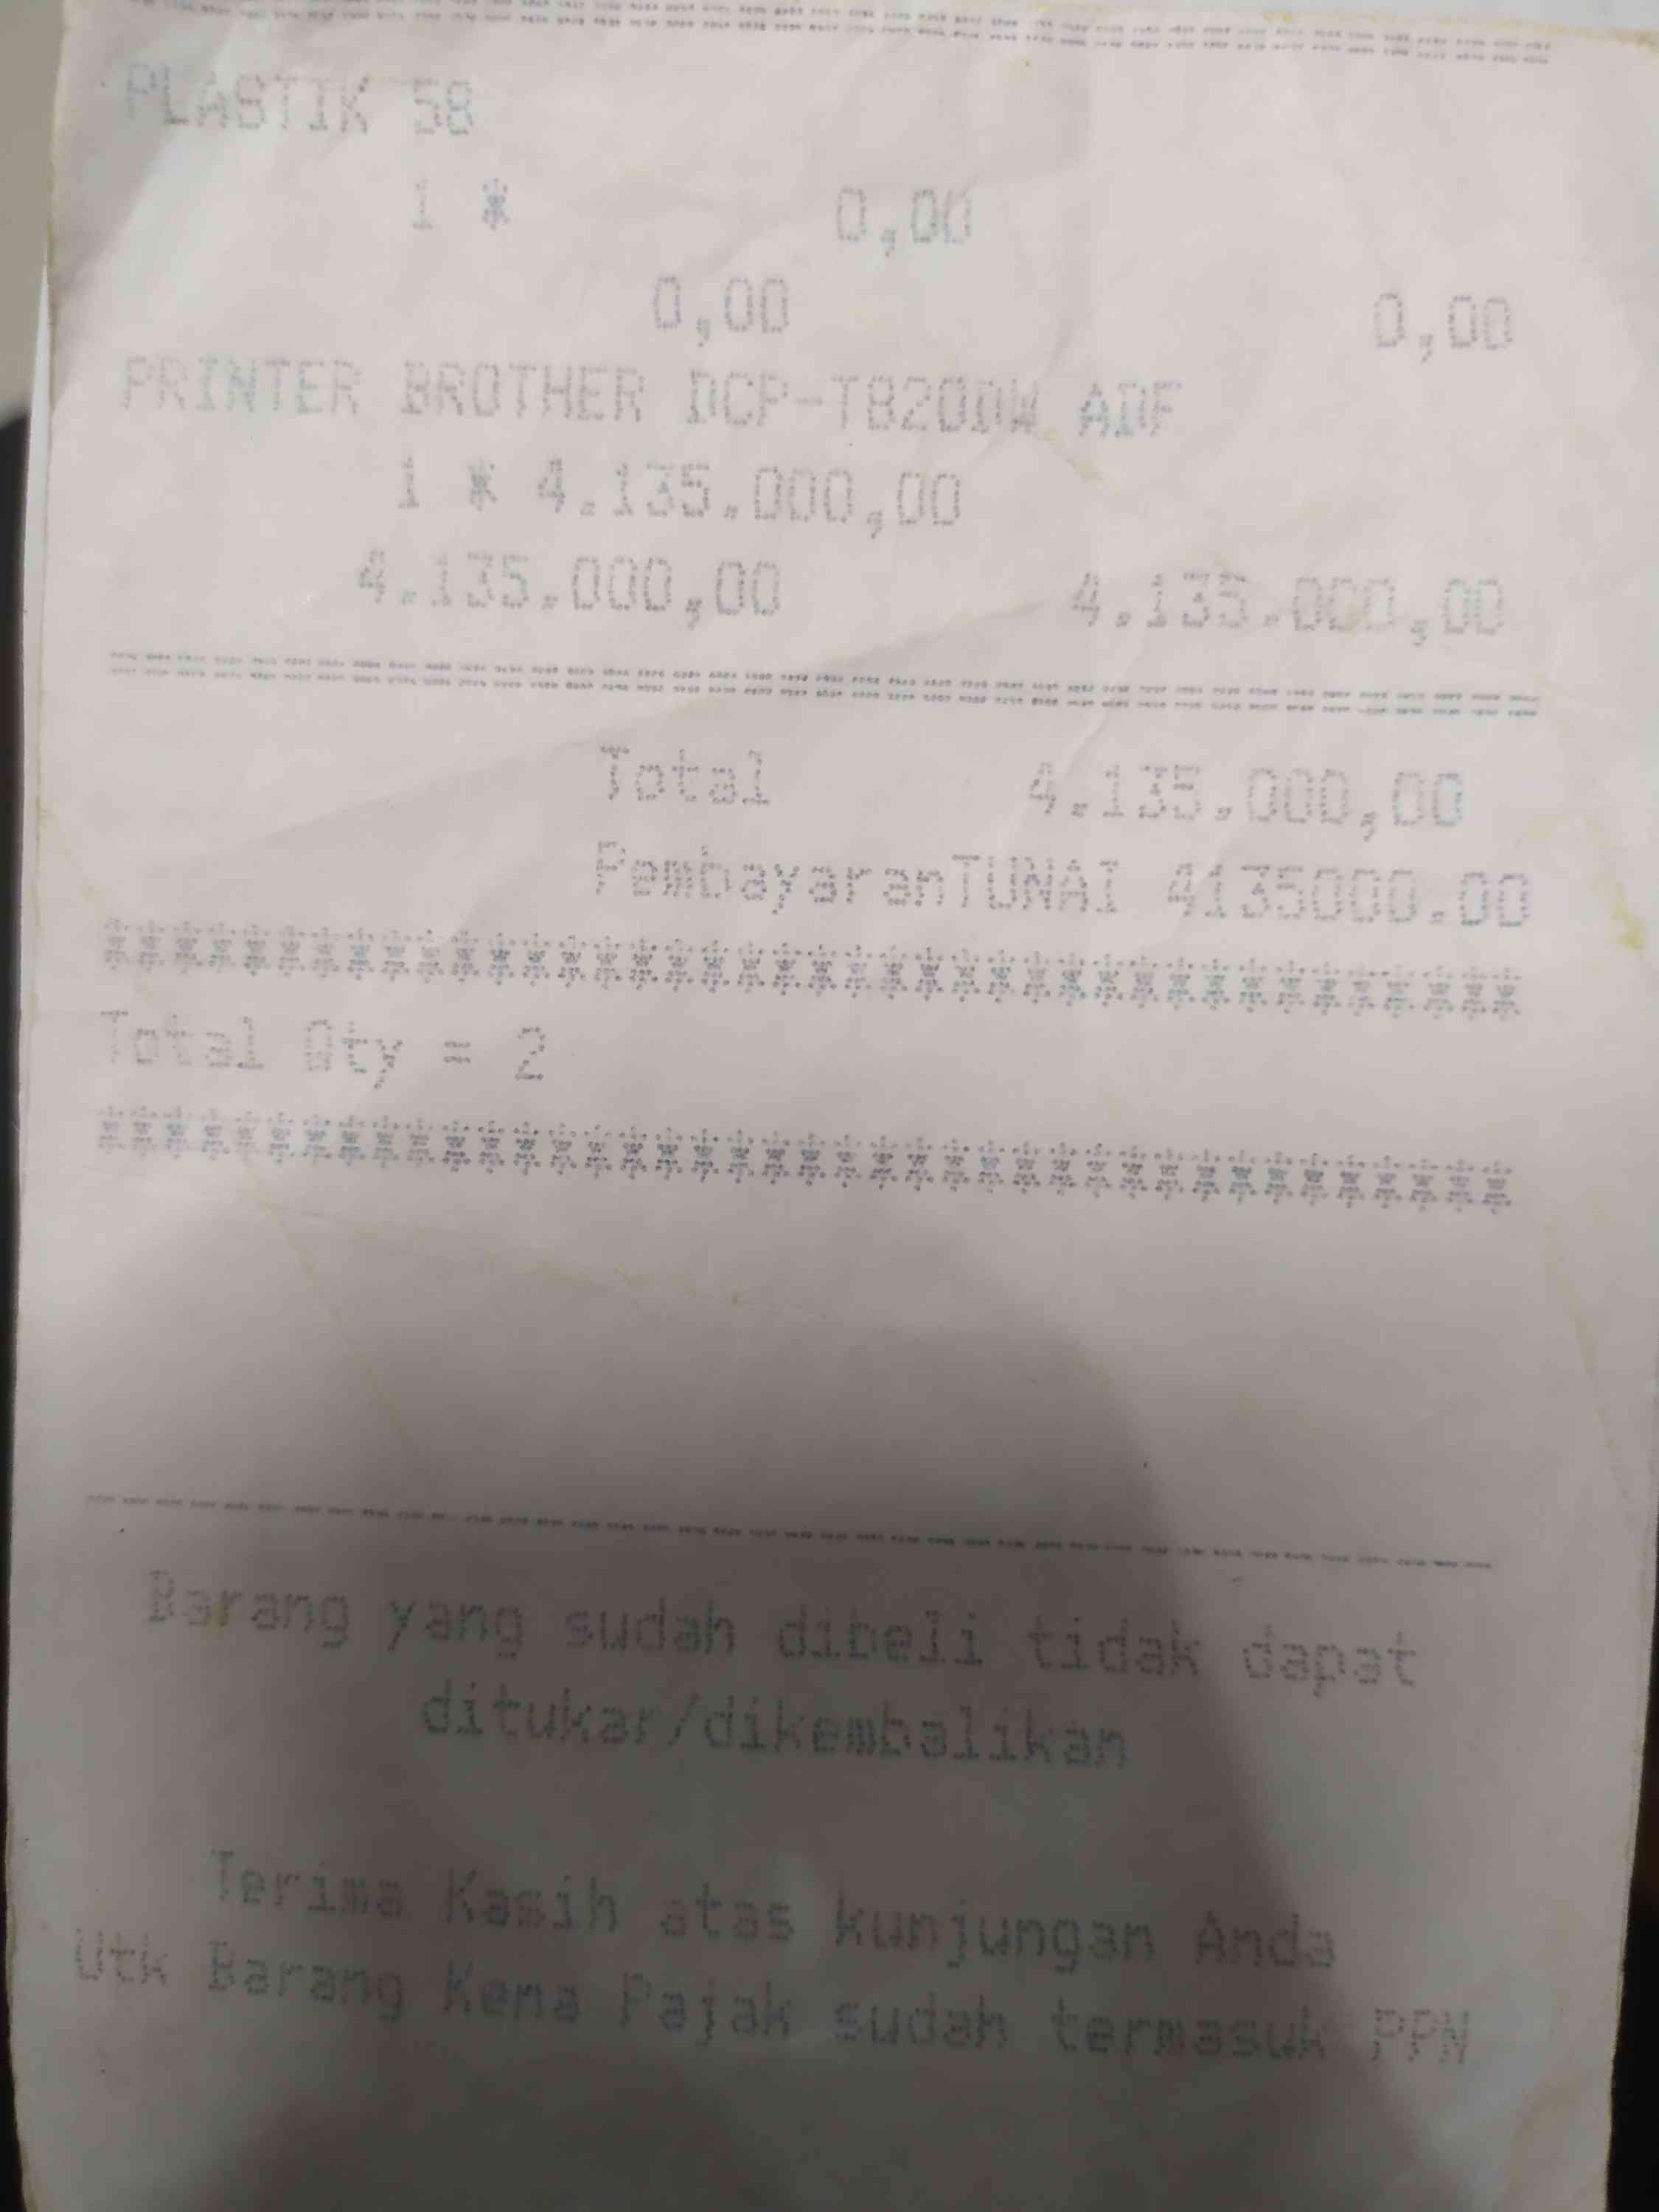 ================================
PLASTIK 58
1 * 0,00
0,00 0,00
PRINTER BROTHER DCP-T820DW ADF
1 * 4.135.000,00
4.135.000,00 4.135.000,00
================================
Total 4.135.000,00
PembayaranTUNAI 4135000.00
****************************************
Total Qty = 2
****************************************
----------------------------------------
Barang yang sudah dibeli tidak dapat
ditukar/dikembalikan
Terima Kasih atas kunjungan Anda
Utk Barang Kena Pajak sudah termasuk PPN